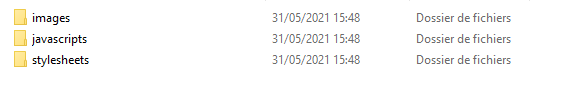 images 31/05/2021 15:48 Dossier de fichiers
javascripts 31/05/2021 15:48 Dossier de fichiers
stylesheets 31/05/2021 15:48 Dossier de fichiers